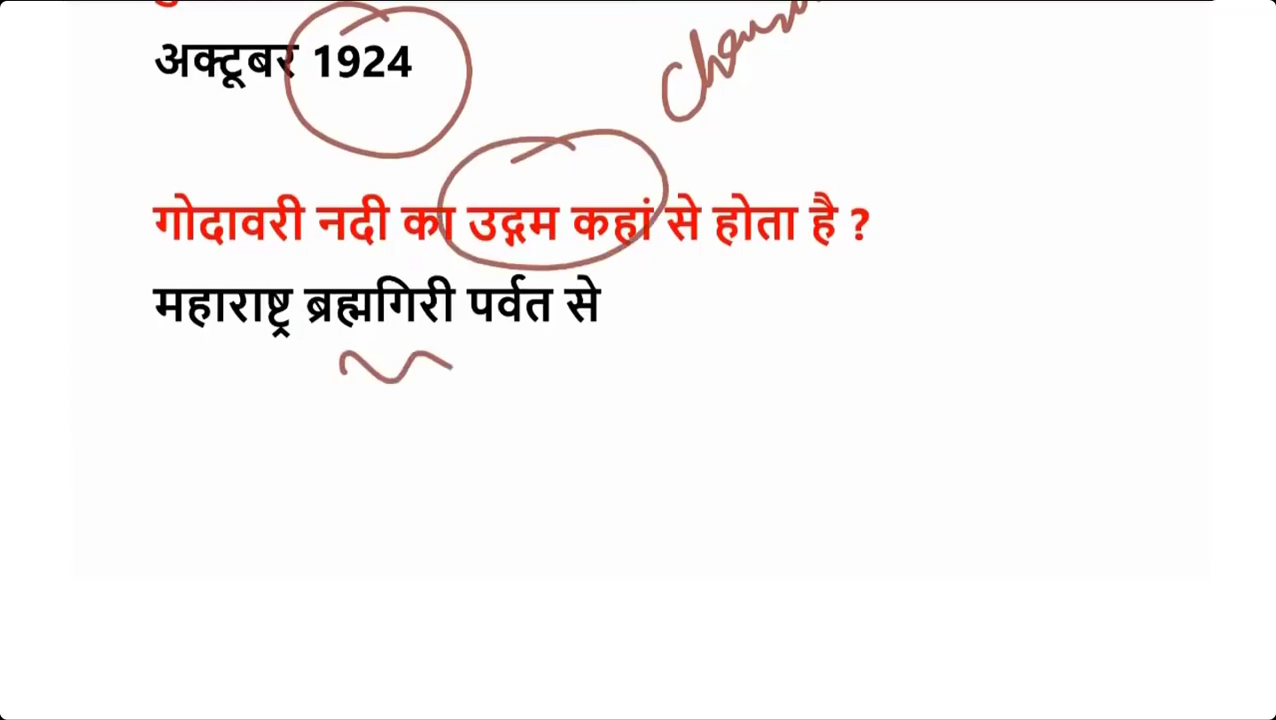 अक्टूबर 1924
गोदावरी नदी का उद्गम कहां से होता है ?
महाराष्ट्र ब्रह्मगिरी पर्वत से